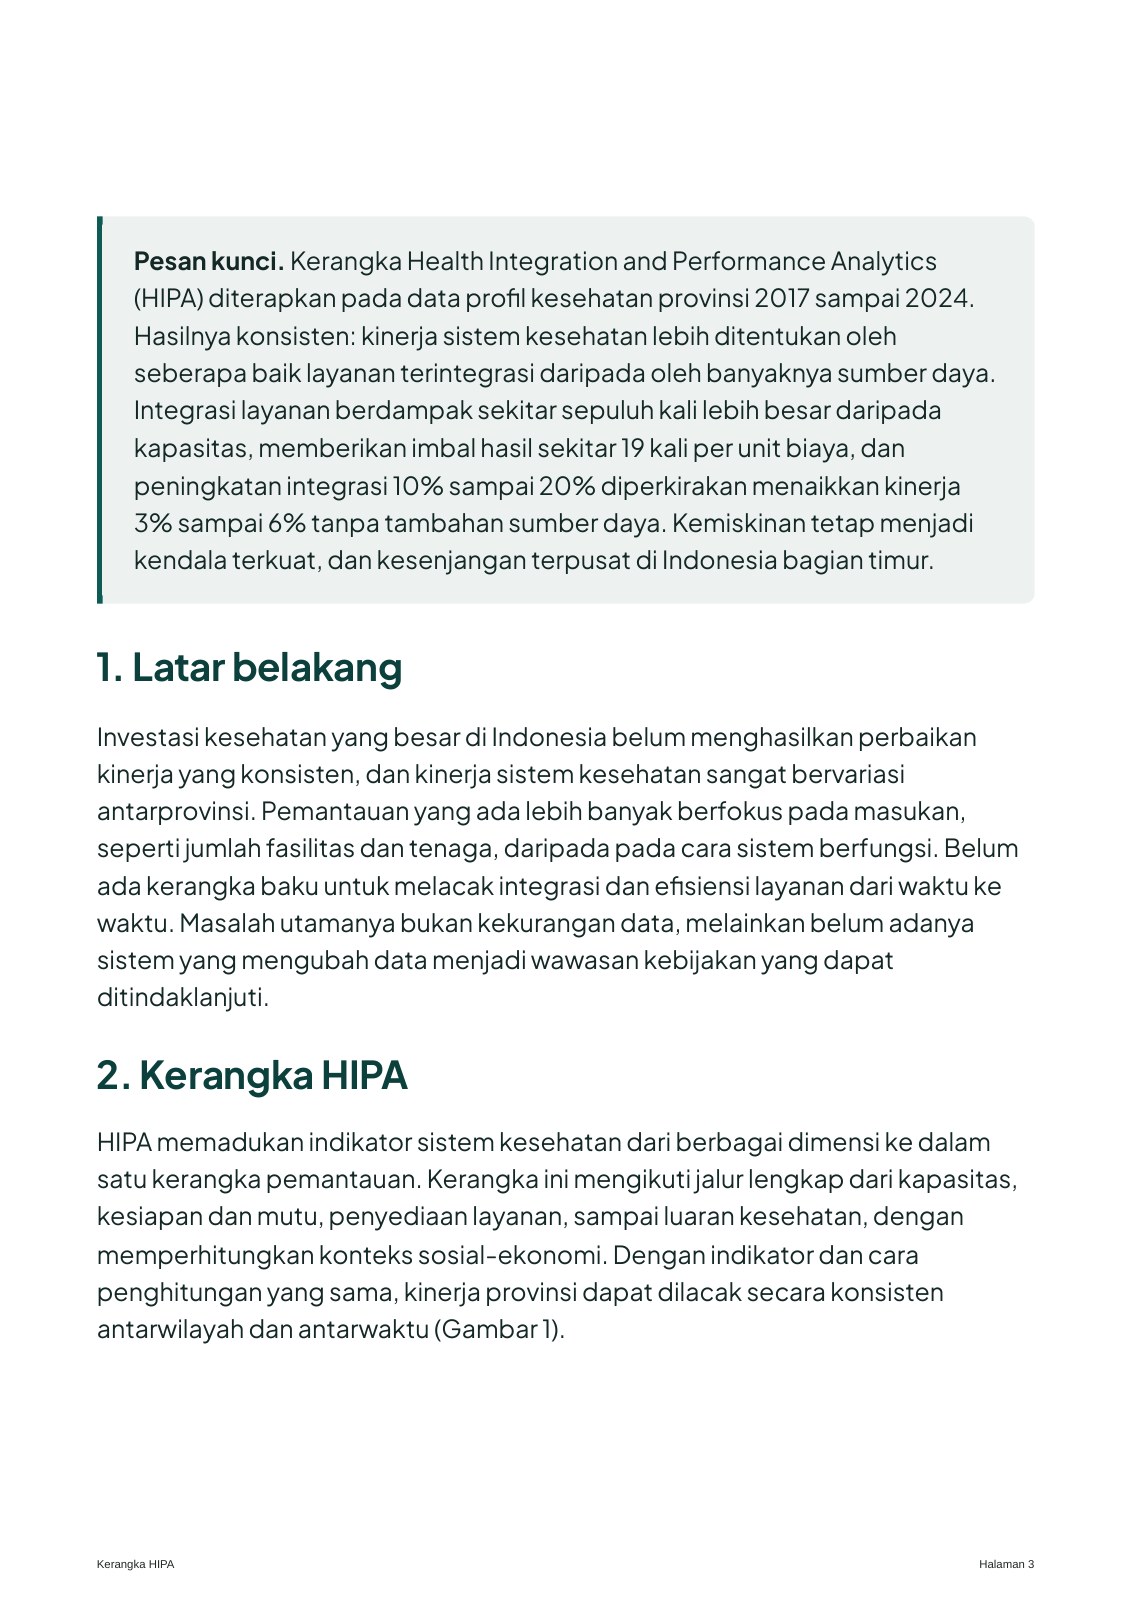 Pesan kunci. Kerangka Health Integration and Performance Analytics
(HIPA) diterapkan pada data profil kesehatan provinsi 2017 sampai 2024.
Hasilnya konsisten: kinerja sistem kesehatan lebih ditentukan oleh
seberapa baik layanan terintegrasi daripada oleh banyaknya sumber daya.
Integrasi layanan berdampak sekitar sepuluh kali lebih besar daripada
kapasitas, memberikan imbal hasil sekitar 19 kali per unit biaya, dan
peningkatan integrasi 10% sampai 20% diperkirakan menaikkan kinerja
3% sampai 6% tanpa tambahan sumber daya. Kemiskinan tetap menjadi
kendala terkuat, dan kesenjangan terpusat di Indonesia bagian timur.
1. Latar belakang
Investasi kesehatan yang besar di Indonesia belum menghasilkan perbaikan
kinerja yang konsisten, dan kinerja sistem kesehatan sangat bervariasi
antarprovinsi. Pemantauan yang ada lebih banyak berfokus pada masukan,
seperti jumlah fasilitas dan tenaga, daripada pada cara sistem berfungsi. Belum
ada kerangka baku untuk melacak integrasi dan efisiensi layanan dari waktu ke
waktu. Masalah utamanya bukan kekurangan data, melainkan belum adanya
sistem yang mengubah data menjadi wawasan kebijakan yang dapat
ditindaklanjuti.
2. Kerangka HIPA
HIPA memadukan indikator sistem kesehatan dari berbagai dimensi ke dalam
satu kerangka pemantauan. Kerangka ini mengikuti jalur lengkap dari kapasitas,
kesiapan dan mutu, penyediaan layanan, sampai luaran kesehatan, dengan
memperhitungkan konteks sosial-ekonomi. Dengan indikator dan cara
penghitungan yang sama, kinerja provinsi dapat dilacak secara konsisten
antarwilayah dan antarwaktu (Gambar 1).
Kerangka HIPA
Halaman 3